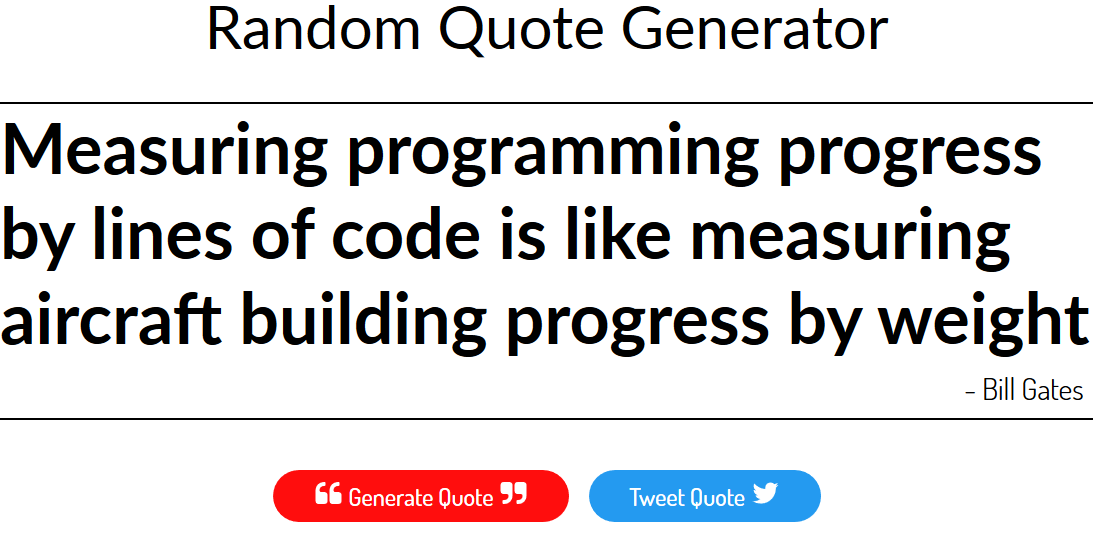 Random Quote Generator
Measuring programming progress
by lines of code is like measuring
aircraft building progress by weight
- Bill Gates
Generate Quote
Tweet Quote